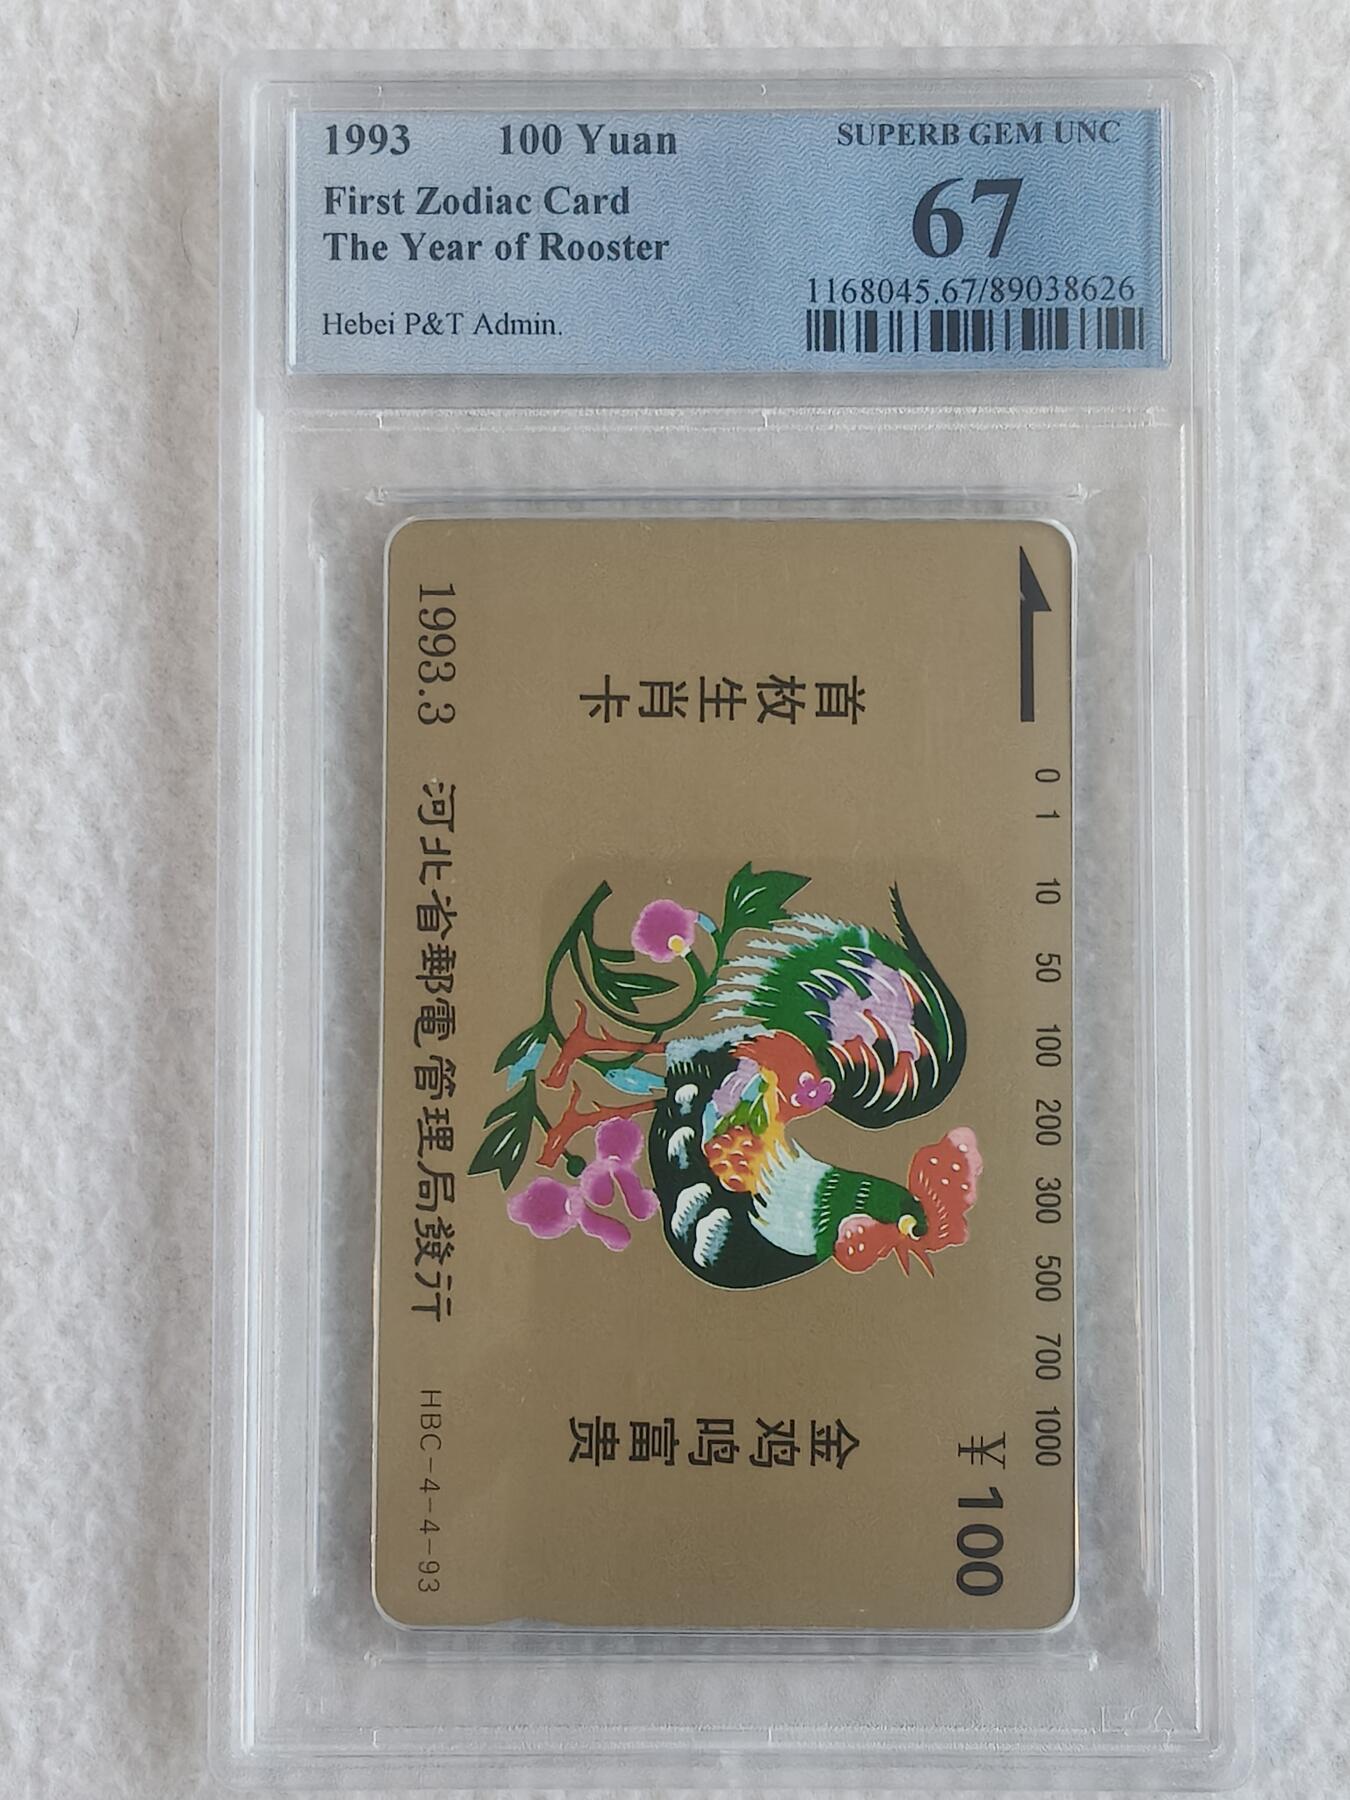 1993 100 Yuan
First Zodiac Card
The Year of Rooster
Hebei P&T Admin.
SUPERB GEM UNC
67
1168045.67/89038626
0 1 10 50 100 200 300 500 700 1000
¥100
首枚生肖卡
金鸡鸣富贵
1993.3 河北省郵電管理局發行 HBC-4-4-93